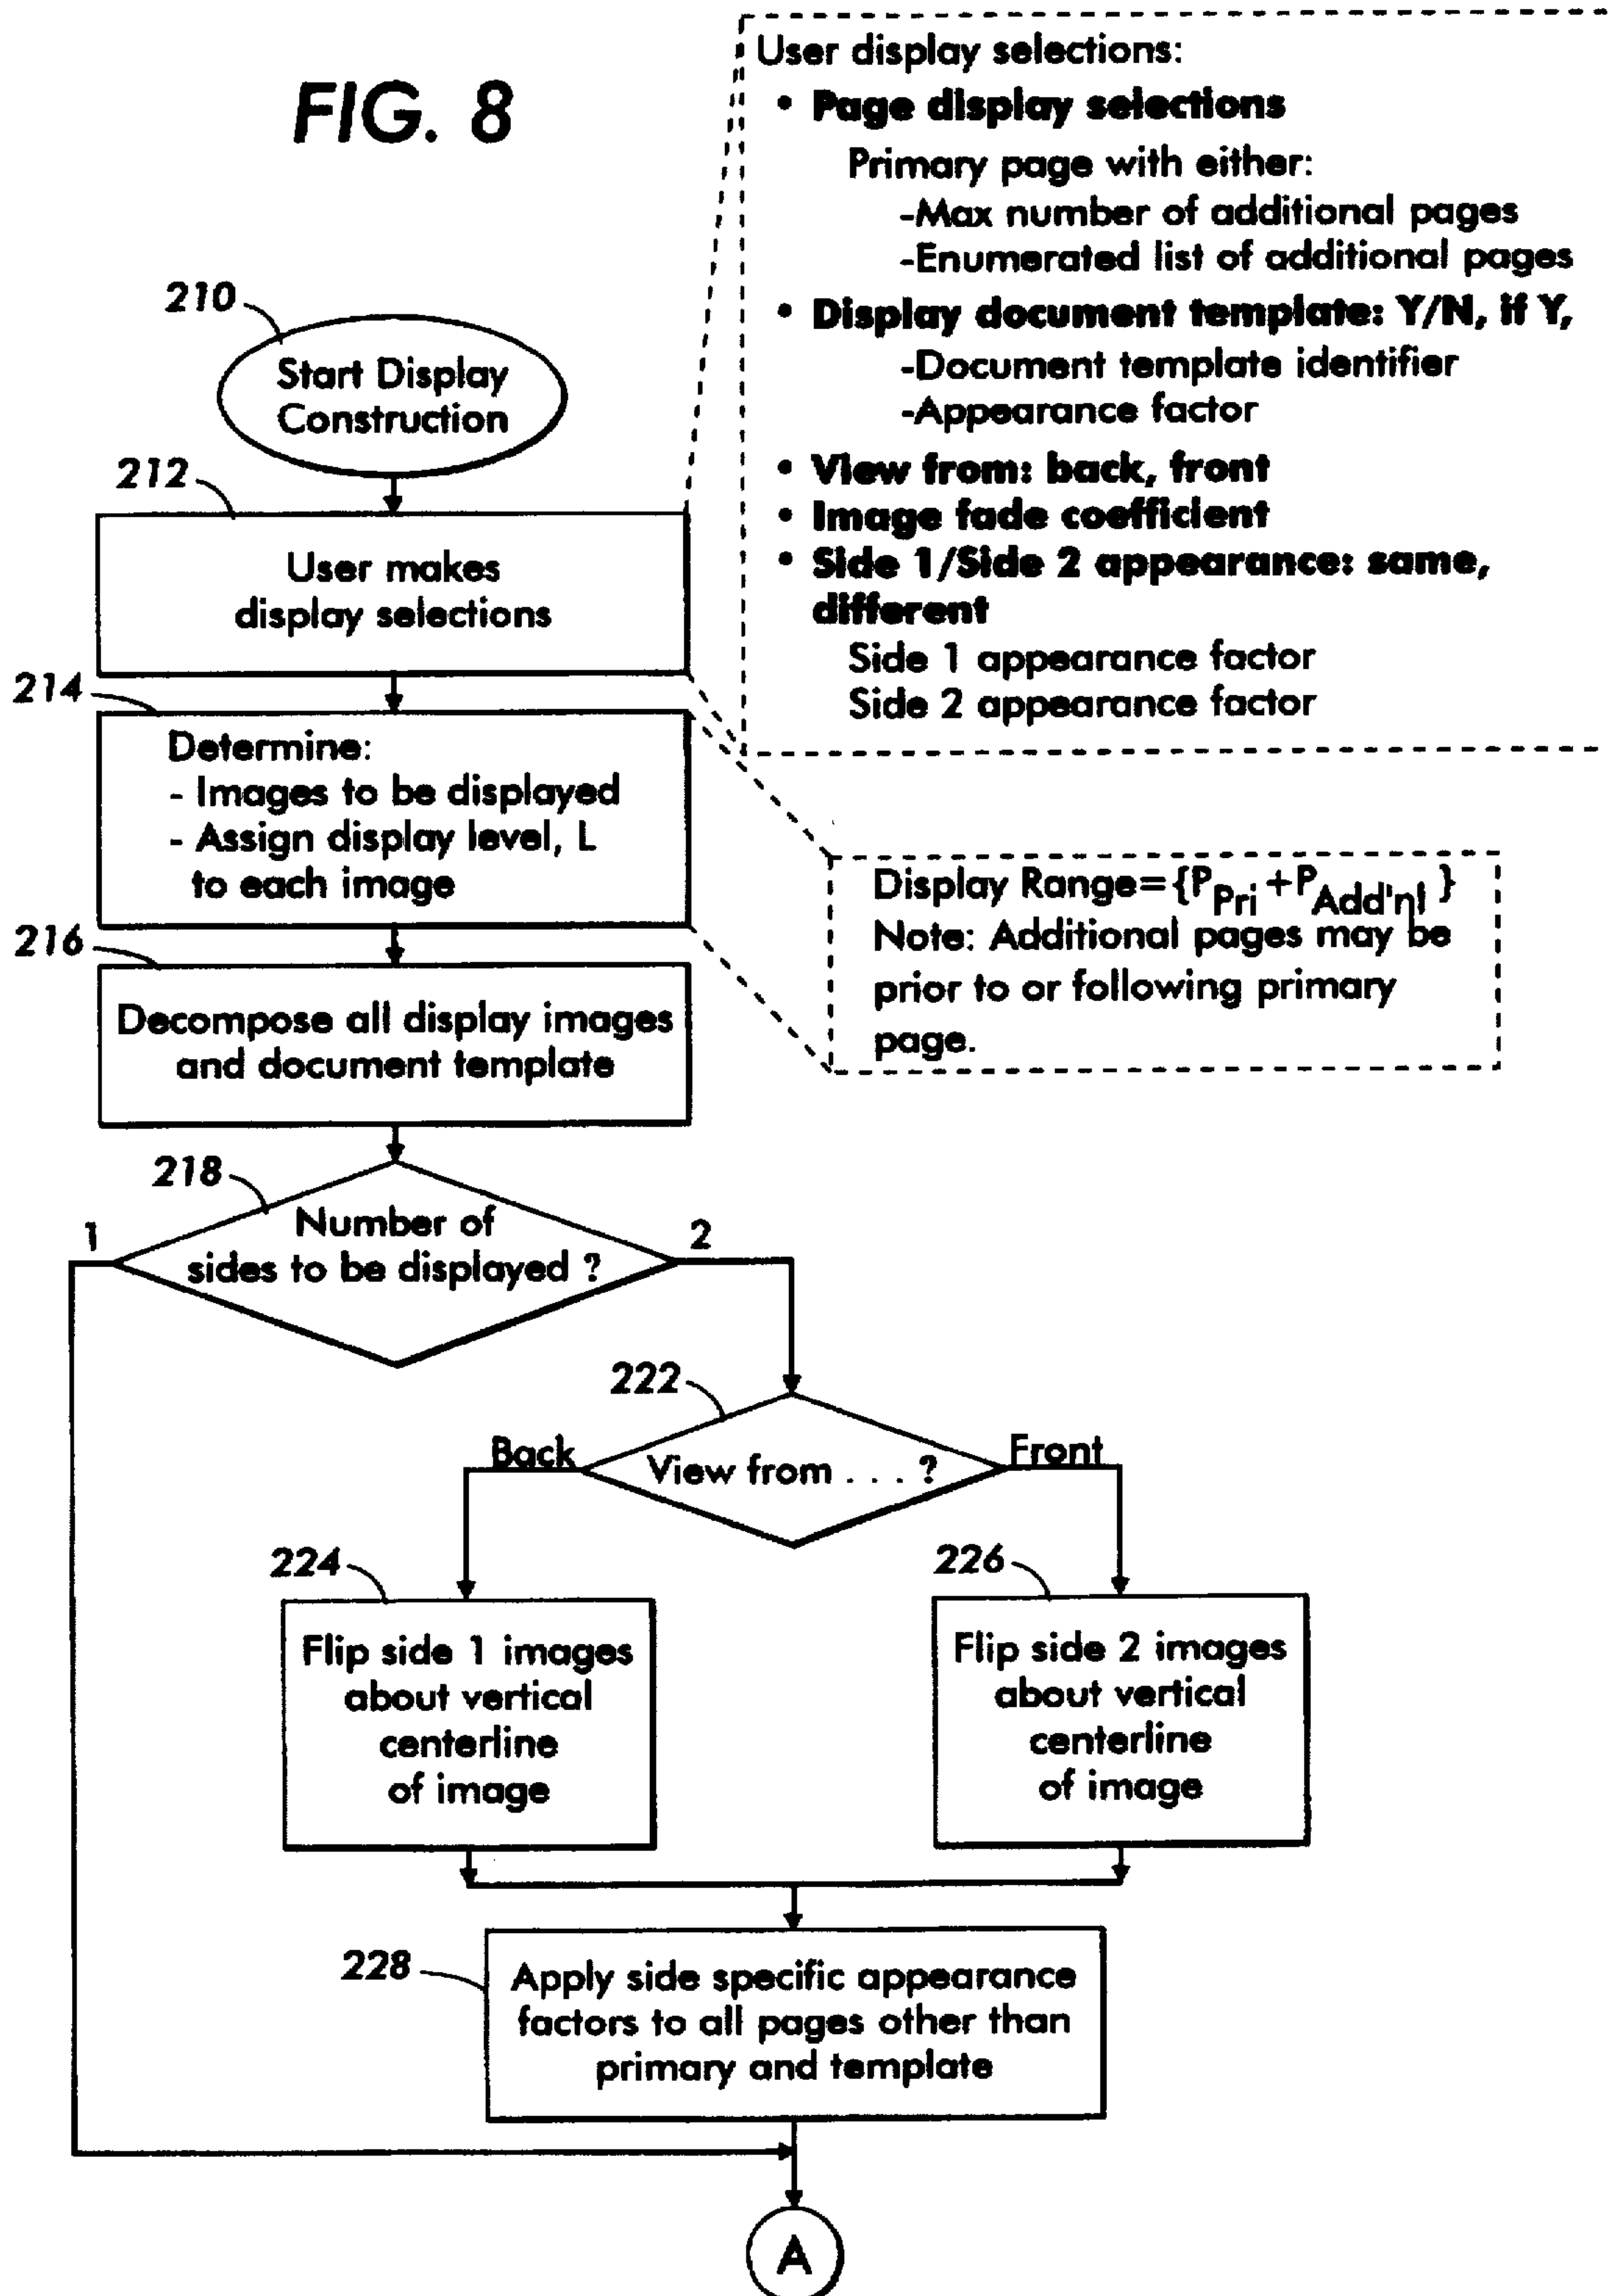 FIG. 8
User display selections:
• Page display selections
Primary page with either:
-Max number of additional pages
-Enumerated list of additional pages
• Display document template: Y/N, if Y,
-Document template identifier
-Appearance factor
• View from: back, front
• Image fade coefficient
• Side 1/Side 2 appearance: same,
different
Side 1 appearance factor
Side 2 appearance factor
210
Start Display
Construction
212
User makes
display selections
214
Determine:
- Images to be displayed
- Assign display level, L
to each image
Display Range={P Pri +P Add'nl }
Note: Additional pages may be
prior to or following primary
page.
216
Decompose all display images
and document template
218
Number of
sides to be displayed ?
1
2
222
View from . . . ?
Back
Front
224
Flip side 1 images
about vertical
centerline
of image
226
Flip side 2 images
about vertical
centerline
of image
228
Apply side specific appearance
factors to all pages other than
primary and template
A